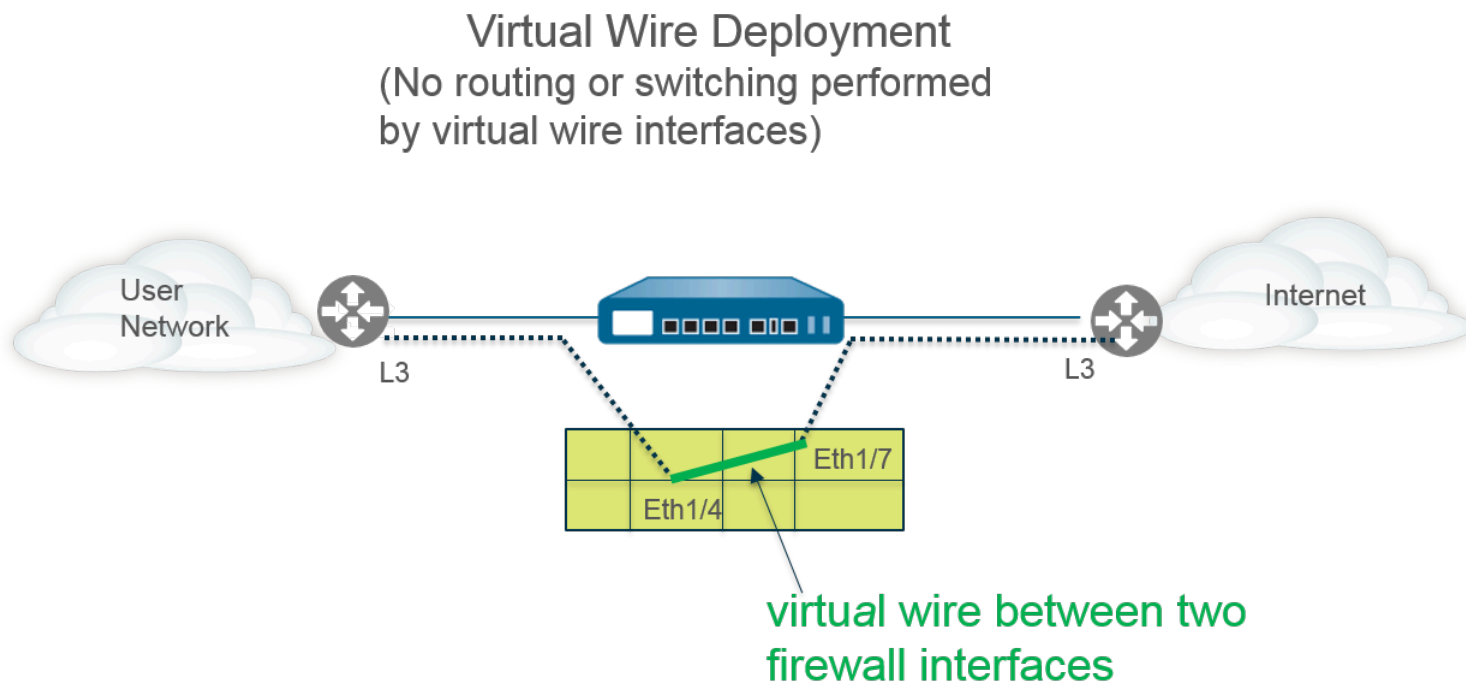 Virtual Wire Deployment
(No routing or switching performed
by virtual wire interfaces)
User
Network
Internet
L3
L3
Eth1/7
Eth1/4
virtual wire between two
firewall interfaces